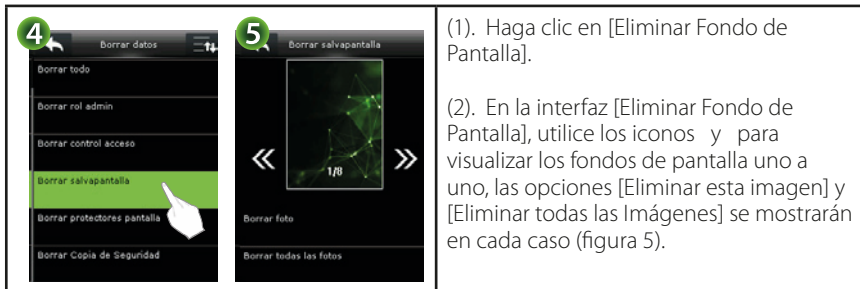 4
Borrar datos
Borrar todo
Borrar rol admin
Borrar control acceso
Borrar salvapantalla
Borrar protectores pantalla
Borrar Copia de Seguridad
5
Borrar salvapantalla
«
»
1/8
Borrar foto
Borrar todas las fotos
(1). Haga clic en [Eliminar Fondo de
Pantalla].
(2). En la interfaz [Eliminar Fondo de
Pantalla], utilice los iconos y para
visualizar los fondos de pantalla uno a
uno, las opciones [Eliminar esta imagen] y
[Eliminar todas las Imágenes] se mostrarán
en cada caso (figura 5).